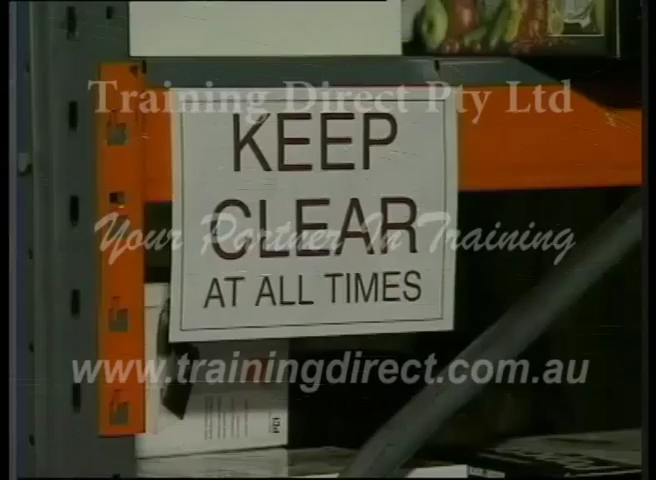 Training Direct Pty Ltd
KEEP
CLEAR
AT ALL TIMES
Your Partner In Training
www.trainingdirect.com.au